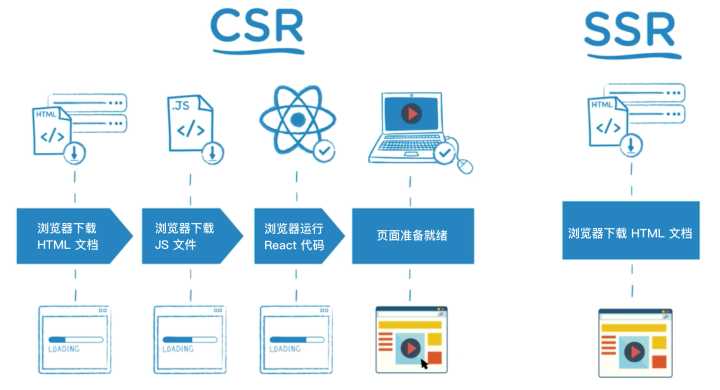 CSR
SSR
HTML
</>
.JS
</>
HTML
</>
浏览器下载
HTML 文档
浏览器下载
JS 文件
浏览器运行
React 代码
页面准备就绪
浏览器下载 HTML 文档
LOADING
LOADING
LOADING